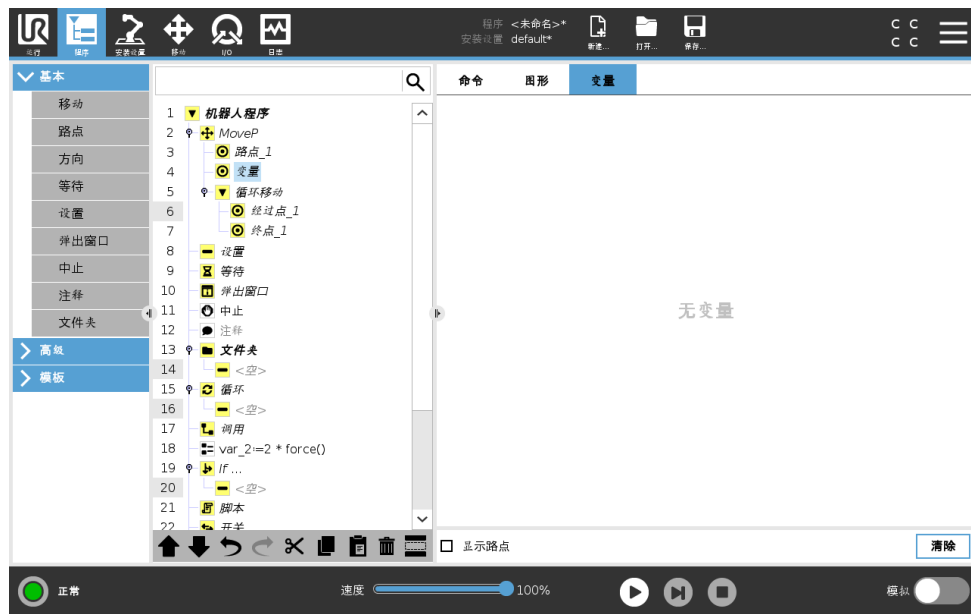 UR
运行
程序
安装设置
移动
I/O
日志
程序 <未命名>*
安装设置 default*
新建...
打开...
保存...
C C
C C
基本
移动
路点
方向
等待
设置
弹出窗口
中止
注释
文件夹
高级
模板
命令
图形
变量
1 机器人程序
2 MoveP
3 路点_1
4 变量
5 循环移动
6 经过点_1
7 终点_1
8 设置
9 等待
10 弹出窗口
11 中止
12 注释
13 文件夹
14 <空>
15 循环
16 <空>
17 调用
18 var_2≔2 * force()
19 If ...
20 <空>
21 脚本
22 开关
无变量
显示路点
清除
正常
速度
100%
模拟